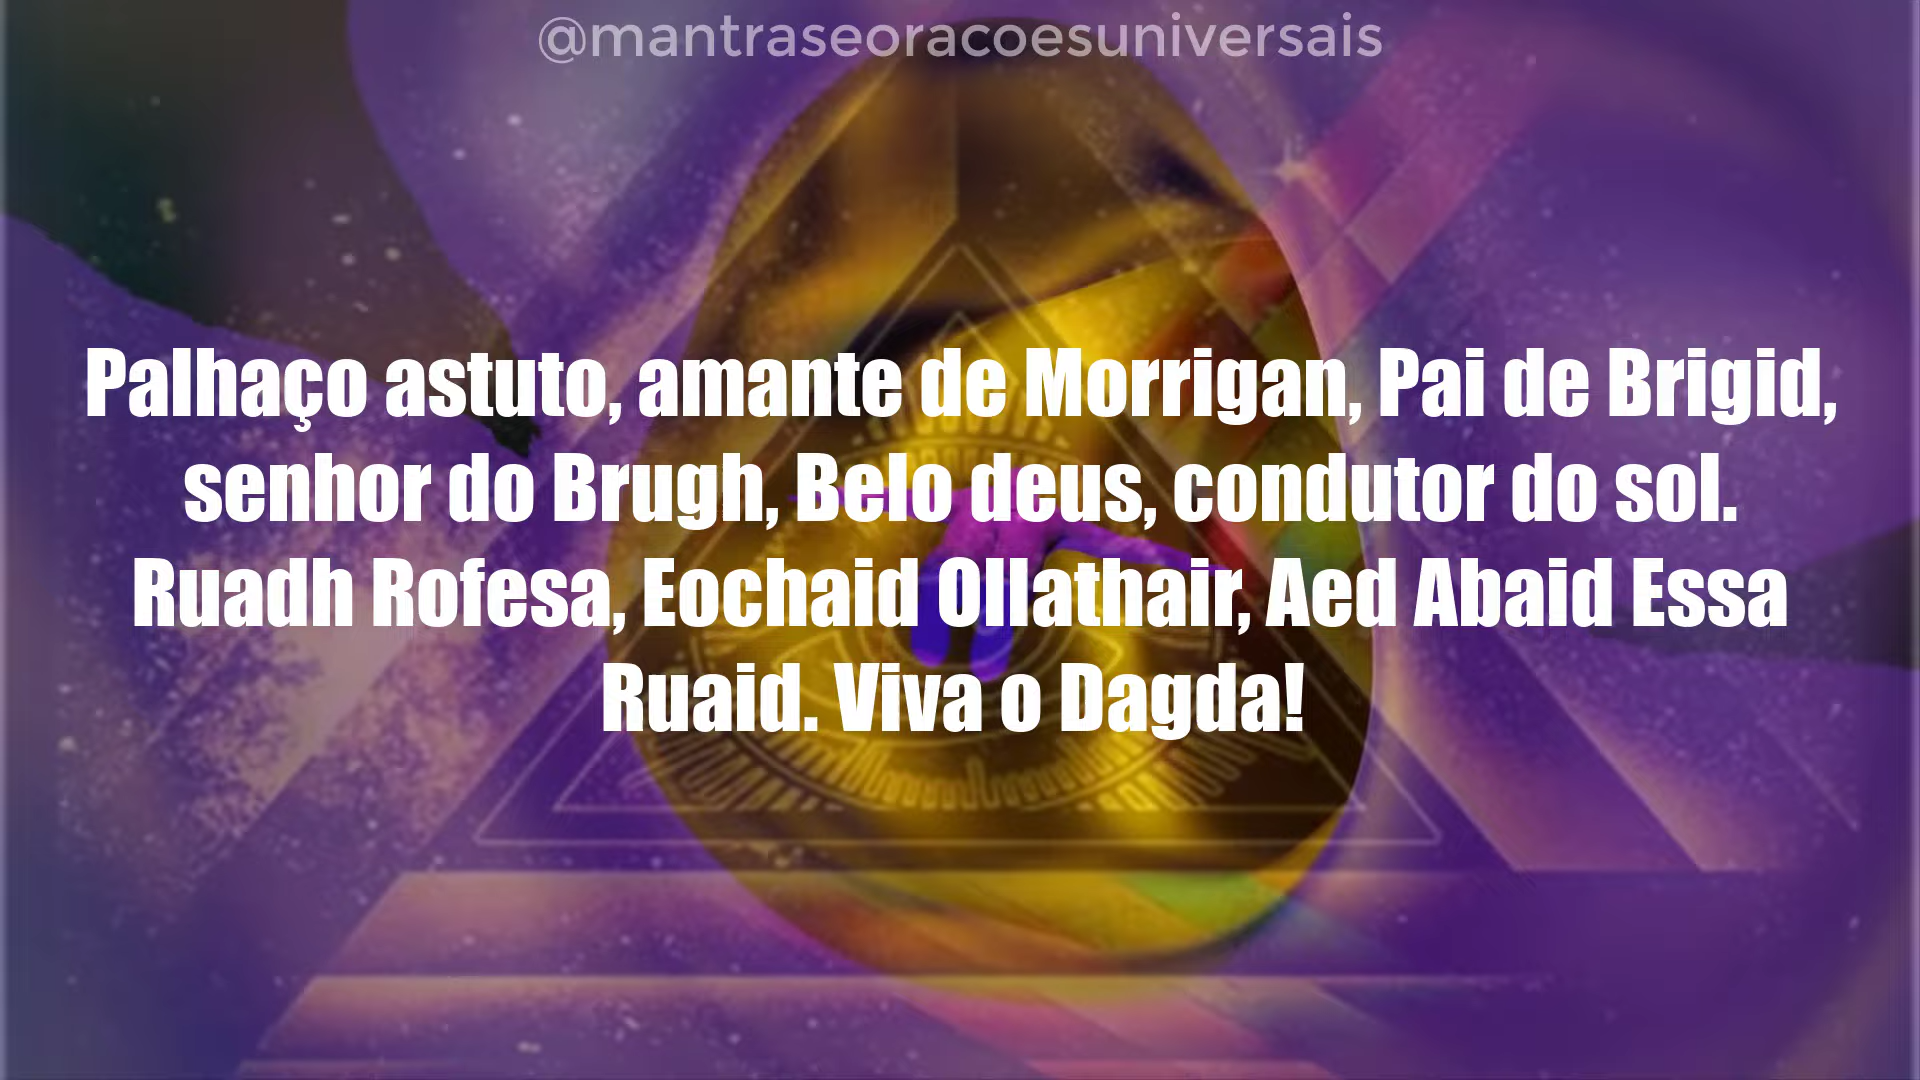 @mantraseoracoesuniversais
Palhaço astuto, amante de Morrigan, Pai de Brigid,
senhor do Brugh, Belo deus, condutor do sol.
Ruadh Rofesa, Eochaid Ollathair, Aed Abaid Essa
Ruaid. Viva o Dagda!